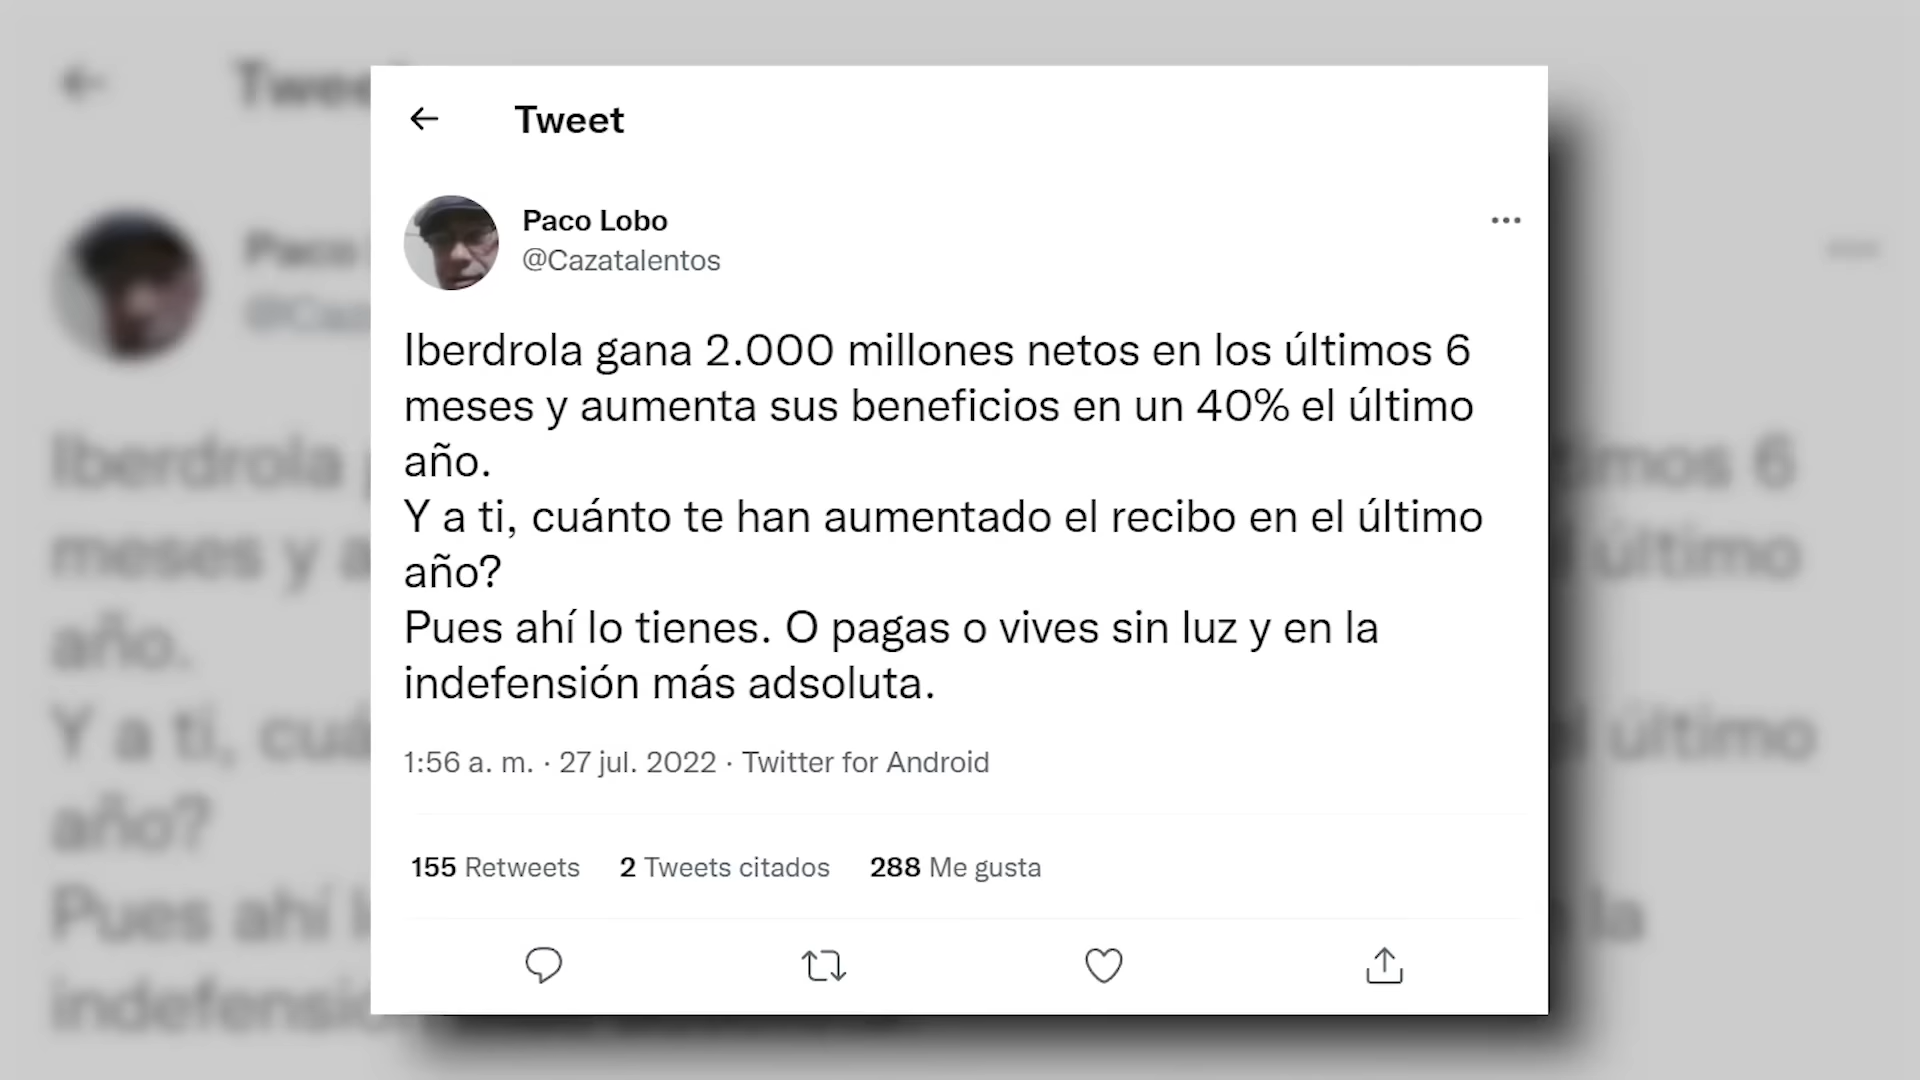 Tweet
Paco Lobo
@Cazatalentos
Iberdrola gana 2.000 millones netos en los últimos 6
meses y aumenta sus beneficios en un 40% el último
año.
Y a ti, cuánto te han aumentado el recibo en el último
año?
Pues ahí lo tienes. O pagas o vives sin luz y en la
indefensión más adsoluta.
1:56 a. m. · 27 jul. 2022 · Twitter for Android
155 Retweets 2 Tweets citados 288 Me gusta